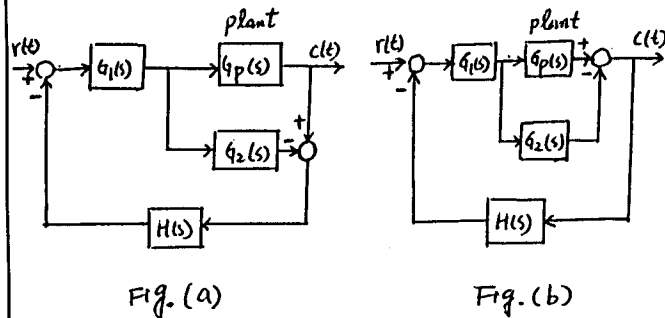 plant
r(t)
+
-
G₁(s)
Gp(s)
c(t)
+
-
G₂(s)
H(s)
Fig. (a)
plant
r(t)
+
-
G₁(s)
Gp(s)
+
-
c(t)
G₂(s)
H(s)
Fig. (b)